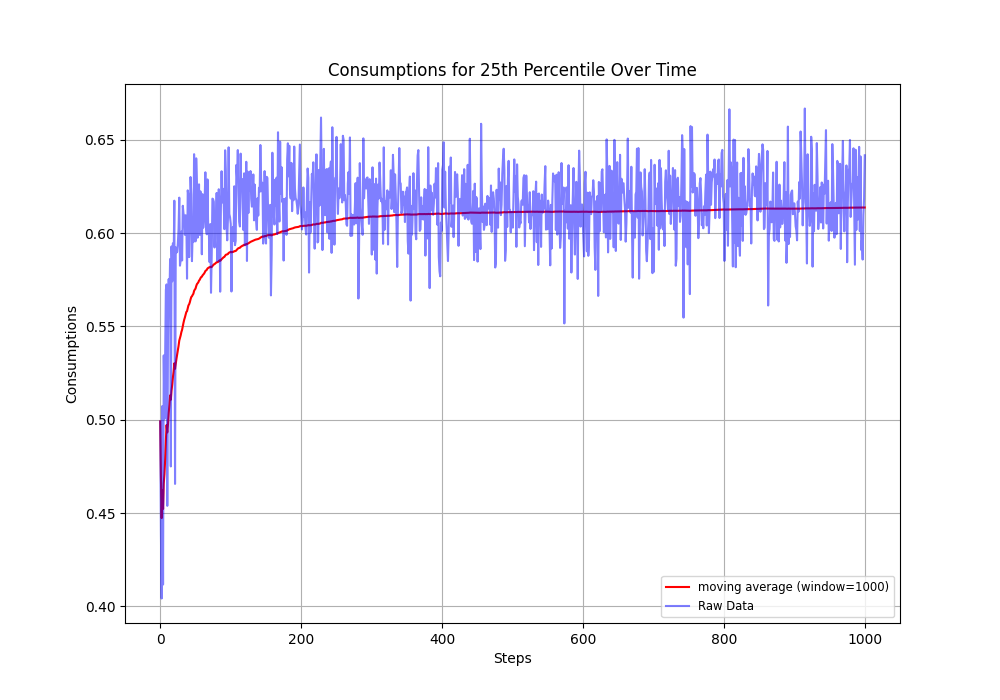 Consumptions for 25th Percentile Over Time
Consumptions
0.65
0.60
0.55
0.50
0.45
0.40
0
200
400
600
800
1000
Steps
moving average (window=1000)
Raw Data